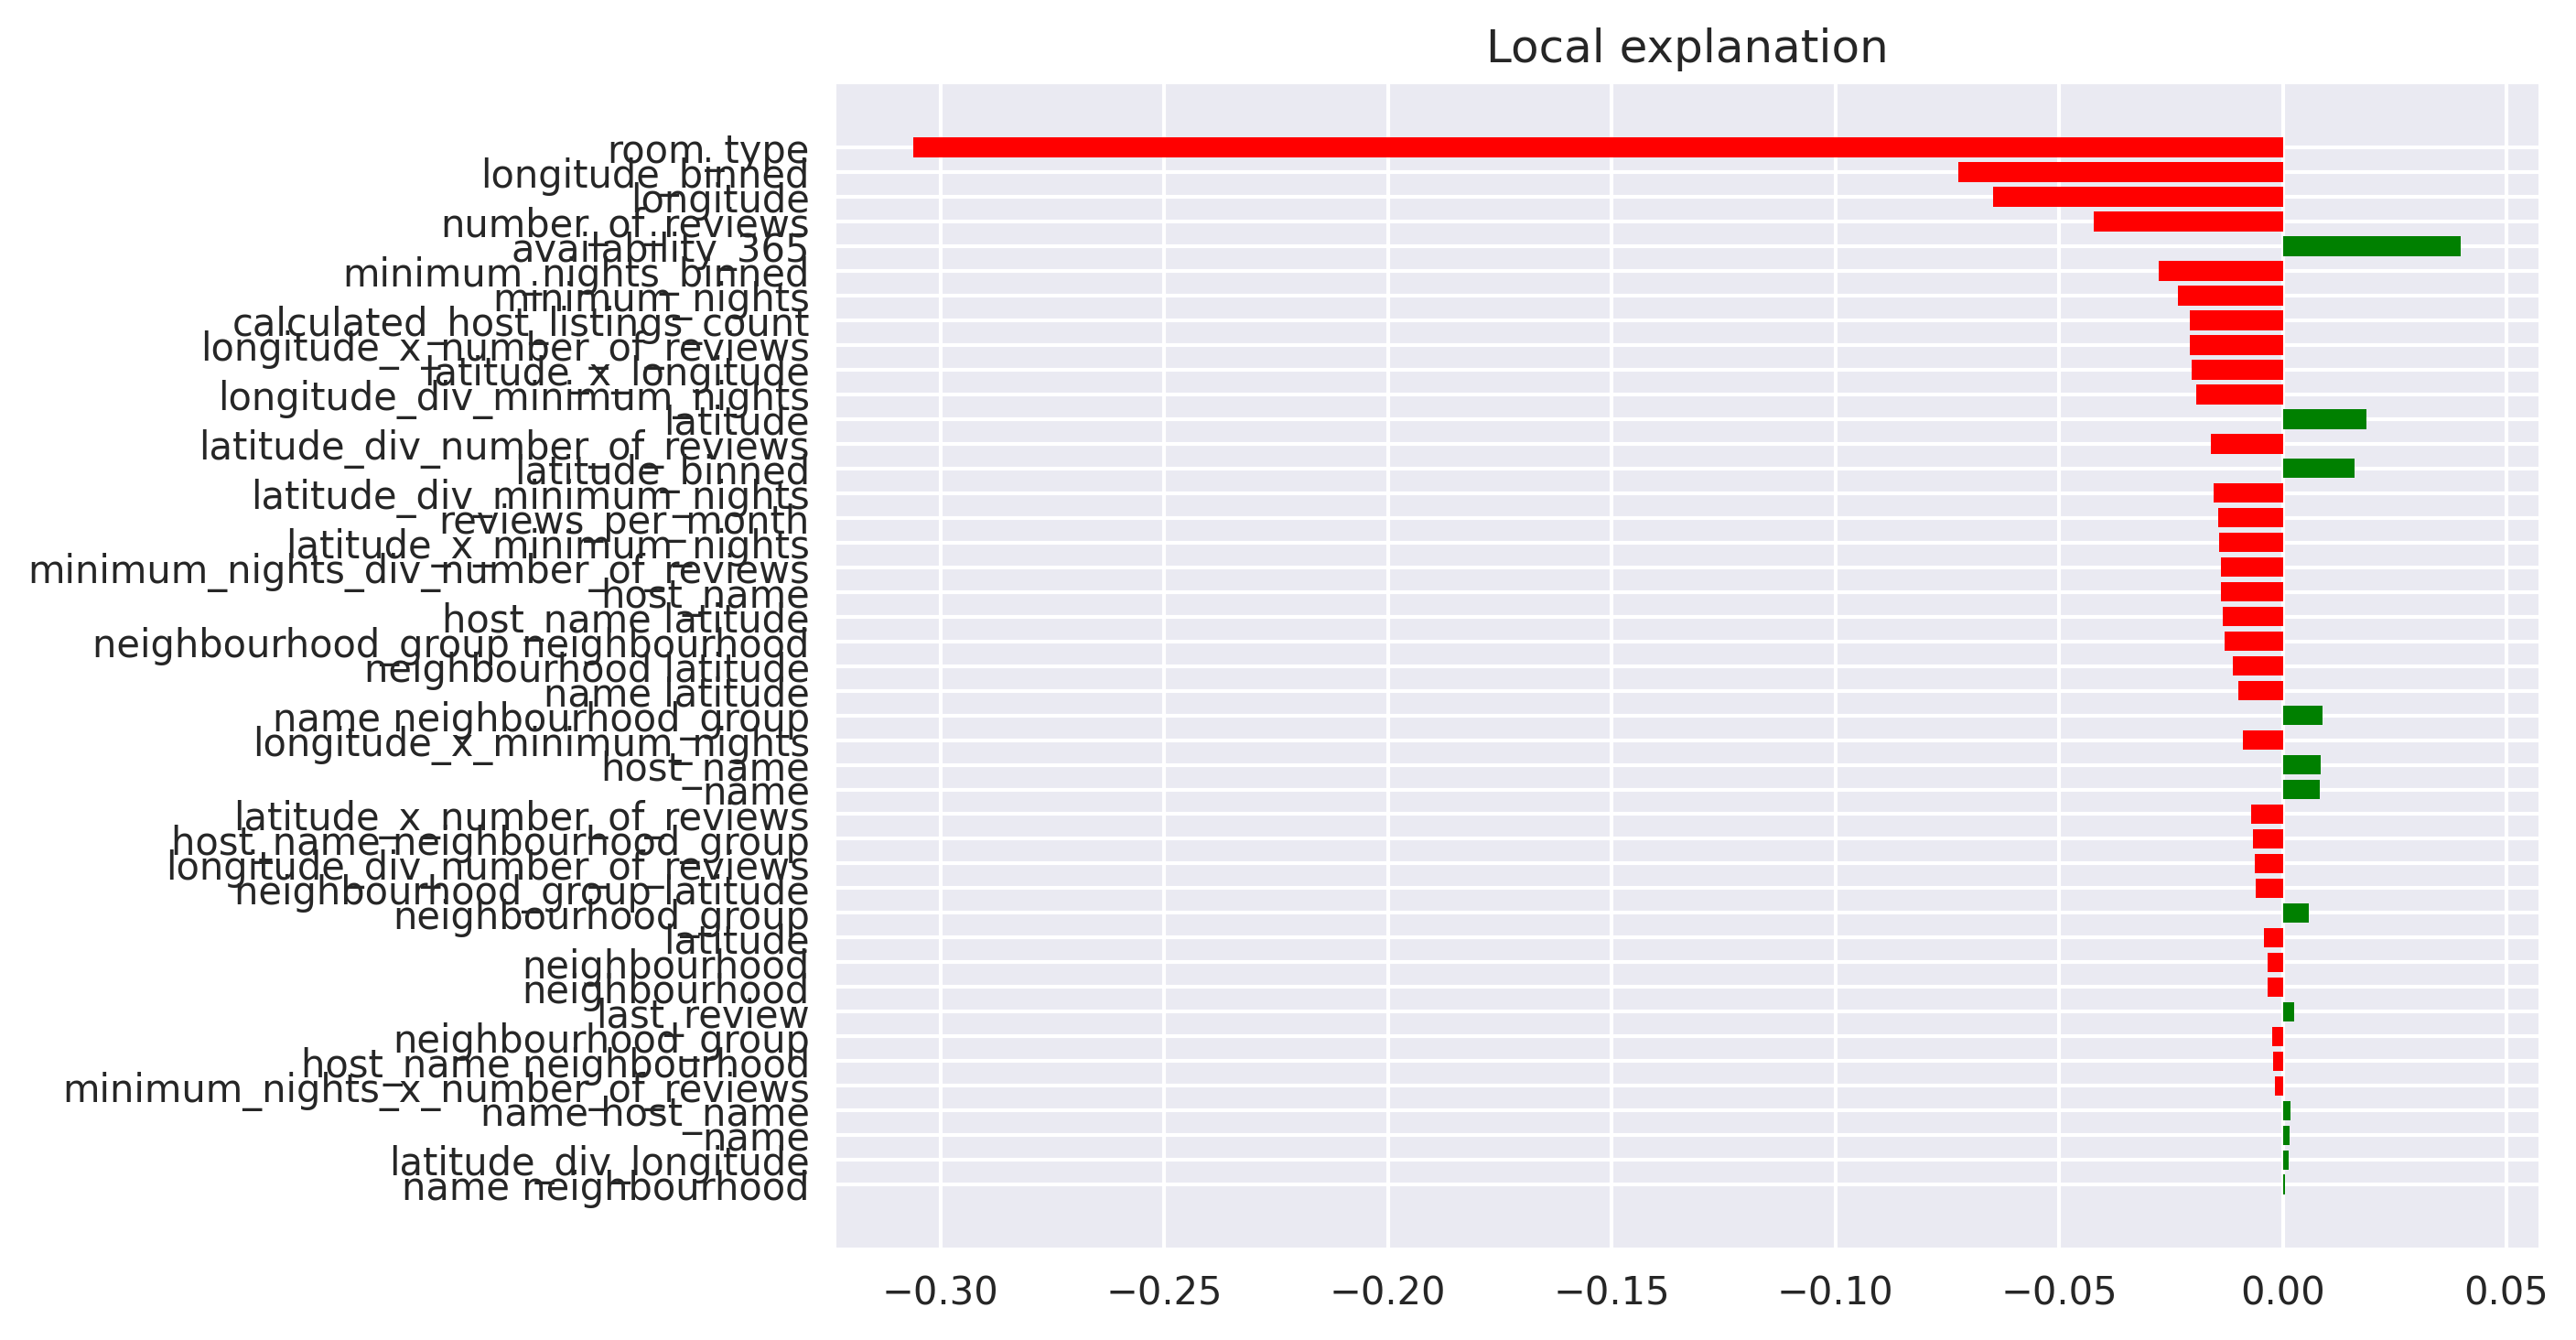 Local explanation
room_type
longitude_binned
longitude
number_of_reviews
availability_365
minimum_nights_binned
minimum_nights
calculated_host_listings_count
longitude_x_number_of_reviews
latitude_x_longitude
longitude_div_minimum_nights
latitude
latitude_div_number_of_reviews
latitude_binned
latitude_div_minimum_nights
reviews_per_month
latitude_x_minimum_nights
minimum_nights_div_number_of_reviews
host_name
host_name latitude
neighbourhood_group neighbourhood
neighbourhood latitude
name latitude
name neighbourhood_group
longitude_x_minimum_nights
host_name
name
latitude_x_number_of_reviews
host_name neighbourhood_group
longitude_div_number_of_reviews
neighbourhood_group latitude
neighbourhood_group
latitude
neighbourhood
neighbourhood
last_review
neighbourhood_group
host_name neighbourhood
minimum_nights_x_number_of_reviews
name host_name
name
latitude_div_longitude
name neighbourhood
−0.30 −0.25 −0.20 −0.15 −0.10 −0.05 0.00 0.05